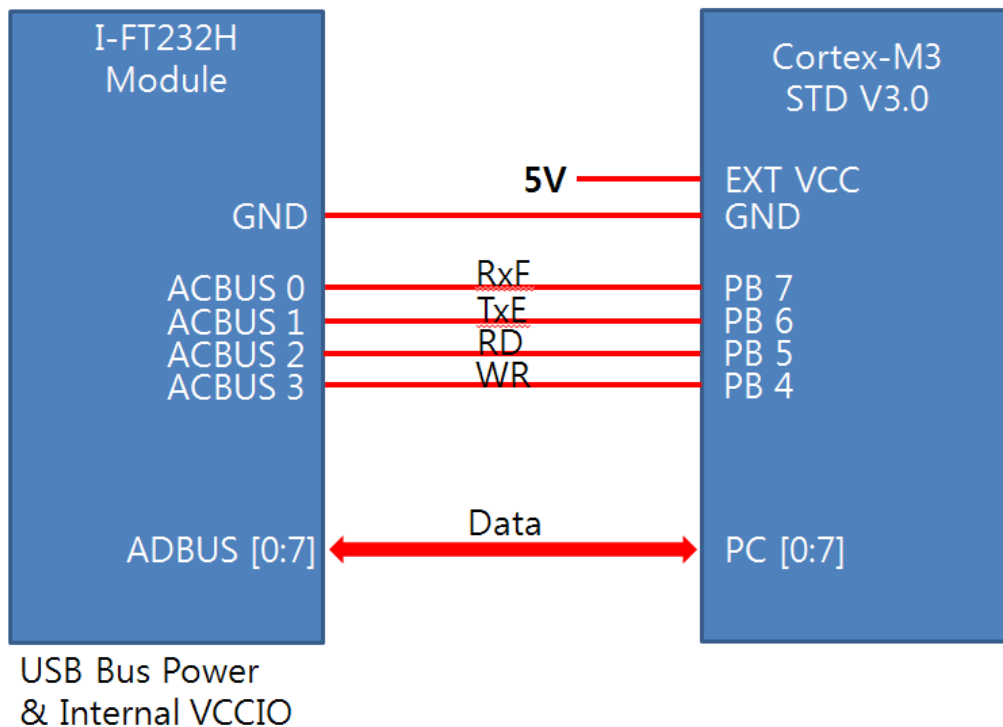 I-FT232H
Module
GND
ACBUS 0
ACBUS 1
ACBUS 2
ACBUS 3
ADBUS [0:7]
5V
RxF
TxE
RD
WR
Data
Cortex-M3
STD V3.0
EXT VCC
GND
PB 7
PB 6
PB 5
PB 4
PC [0:7]
USB Bus Power
& Internal VCCIO